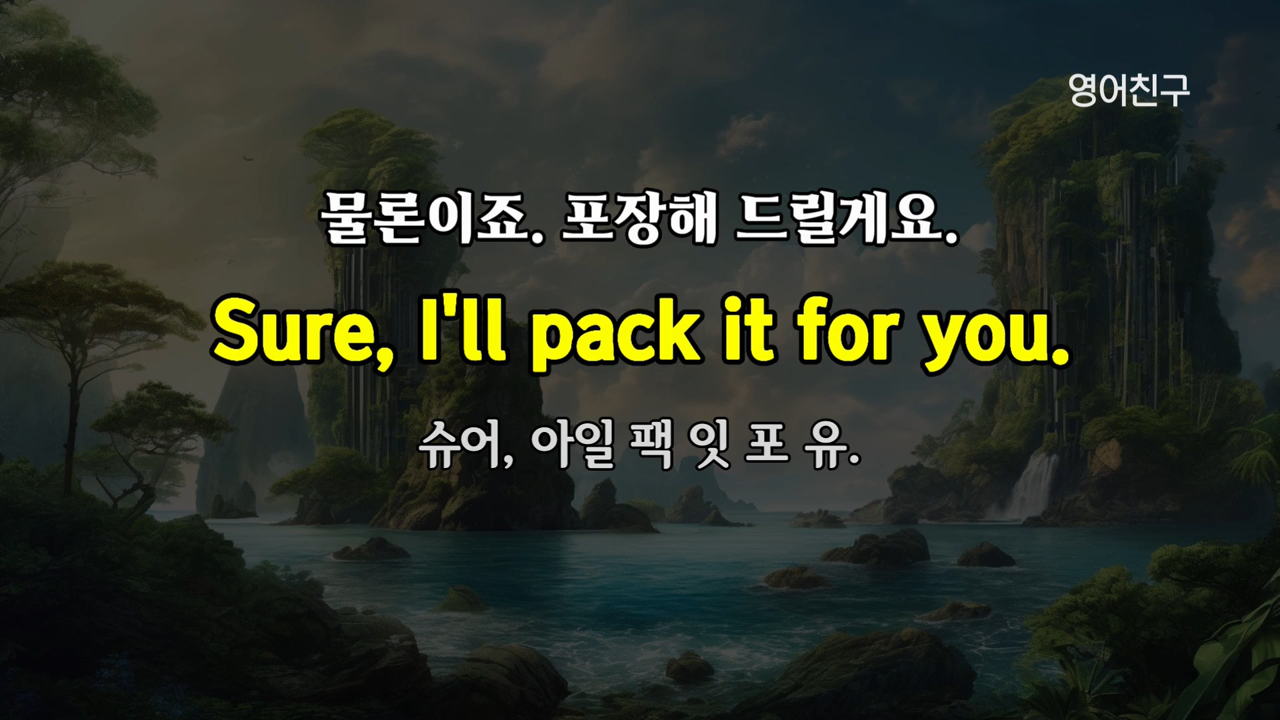 영어친구
물론이죠. 포장해 드릴게요.
Sure, I'll pack it for you.
슈어, 아일 팩 잇 포 유.